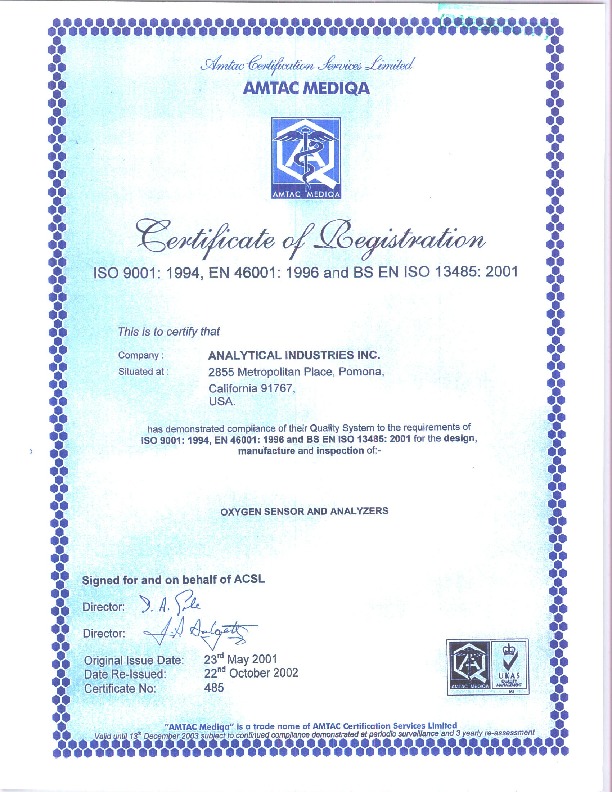 Amtac Certification Services Limited
AMTAC MEDIQA
AMTAC MEDIQA
Certificate of Registration
ISO 9001: 1994, EN 46001: 1996 and BS EN ISO 13485: 2001
This is to certify that
Company : ANALYTICAL INDUSTRIES INC.
Situated at : 2855 Metropolitan Place, Pomona,
California 91767,
USA.
has demonstrated compliance of their Quality System to the requirements of
ISO 9001: 1994, EN 46001: 1996 and BS EN ISO 13485: 2001 for the design,
manufacture and inspection of:-
OXYGEN SENSOR AND ANALYZERS
Signed for and on behalf of ACSL
Director:
Director:
Original Issue Date: 23rd May 2001
Date Re-Issued: 22nd October 2002
Certificate No: 485
AMTAC MEDIQA
UKAS
QUALITY
MANAGEMENT
"AMTAC Mediqa" is a trade name of AMTAC Certification Services Limited
Valid until 13th December 2003 subject to continued compliance demonstrated at periodic surveillance and 3 yearly re-assessment